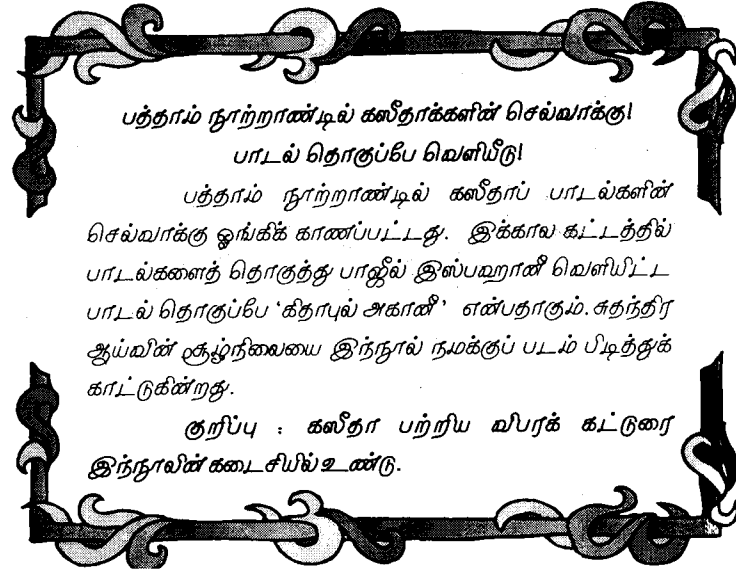 பத்தாம் நூற்றாண்டில் கஸீதாக்களின் செல்வாக்கு!
பாடல் தொகுப்பே வெளியீடு!
பத்தாம் நூற்றாண்டில் கஸீதாப் பாடல்களின்
செல்வாக்கு ஓங்கிக் காணப்பட்டது. இக்கால கட்டத்தில்
பாடல்களைத் தொகுத்து பாஜீல் இஸ்பஹானீ வெளியிட்ட
பாடல் தொகுப்பே 'கிதாபுல் அகானீ' என்பதாகும். சுதந்திர
ஆய்வின் சூழ்நிலையை இந்நூல் நமக்குப் படம் பிடித்துக்
காட்டுகின்றது.
குறிப்பு : கஸீதா பற்றிய விபரக் கட்டுரை
இந்நூலின் கடைசியில் உண்டு.